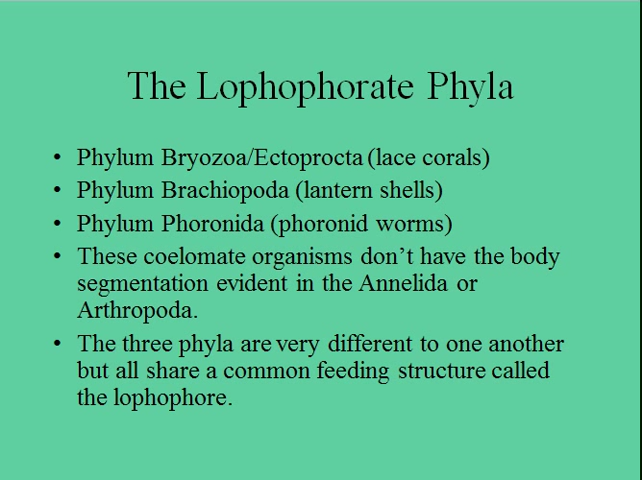 The Lophophorate Phyla
• Phylum Bryozoa/Ectoprocta (lace corals)
• Phylum Brachiopoda (lantern shells)
• Phylum Phoronida (phoronid worms)
• These coelomate organisms don’t have the body
segmentation evident in the Annelida or
Arthropoda.
• The three phyla are very different to one another
but all share a common feeding structure called
the lophophore.